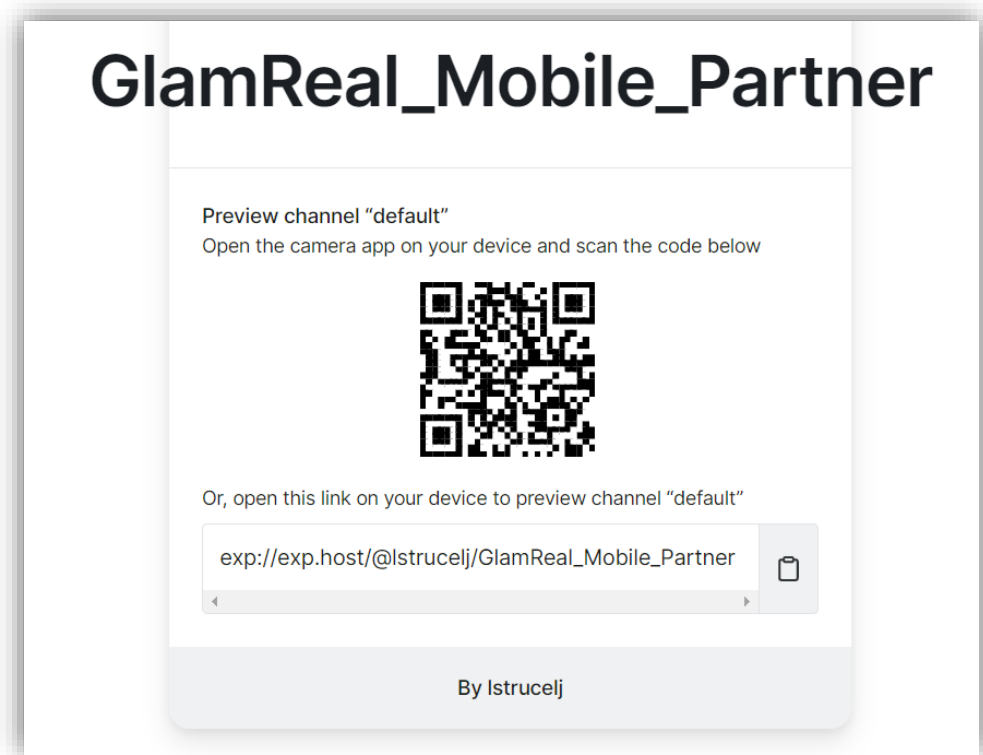 GlamReal_Mobile_Partner
Preview channel “default”
Open the camera app on your device and scan the code below
Or, open this link on your device to preview channel “default”
exp://exp.host/@lstrucelj/GlamReal_Mobile_Partner
By lstrucelj